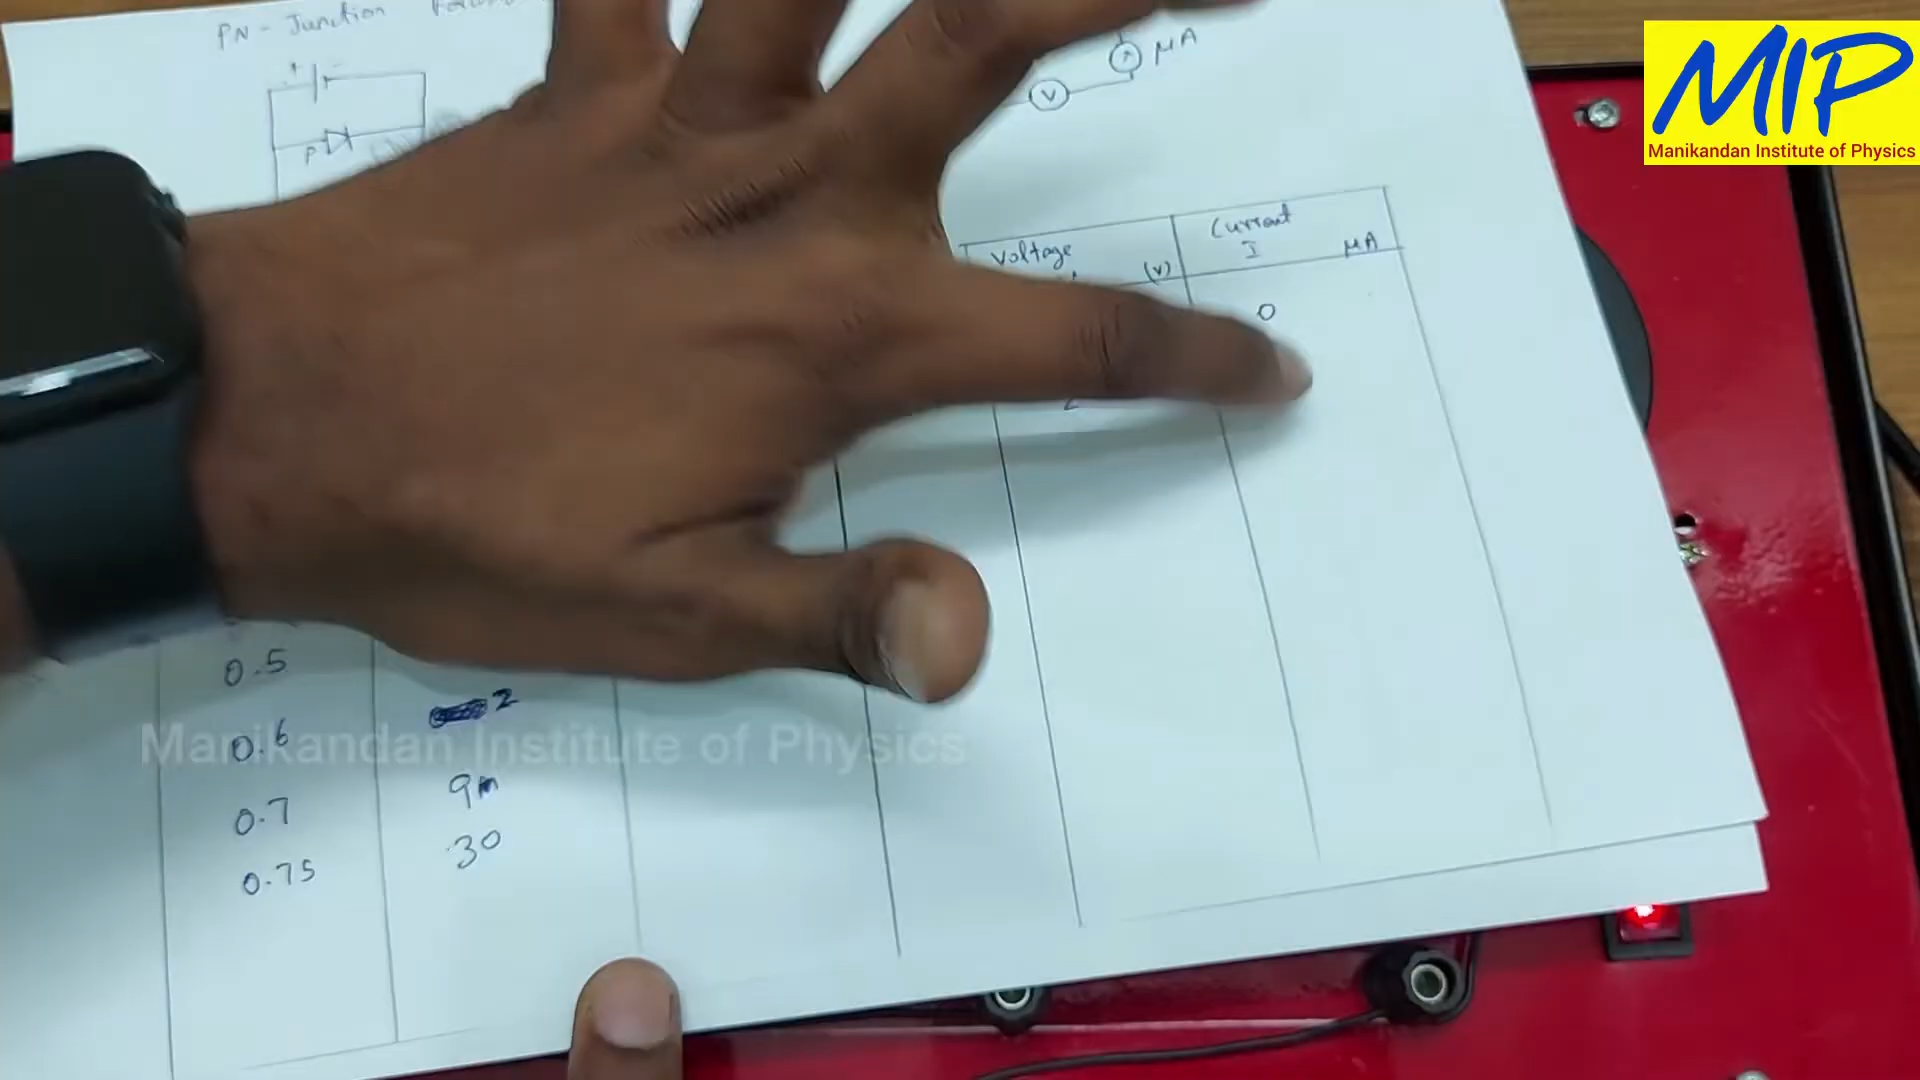 PN - Junction
MIP
Manikandan Institute of Physics
+ -
P
V
μA
Voltage
(V)
Current
I μA
0
0.5
2
0.6
9m
0.7
30
0.75
Manikandan Institute of Physics